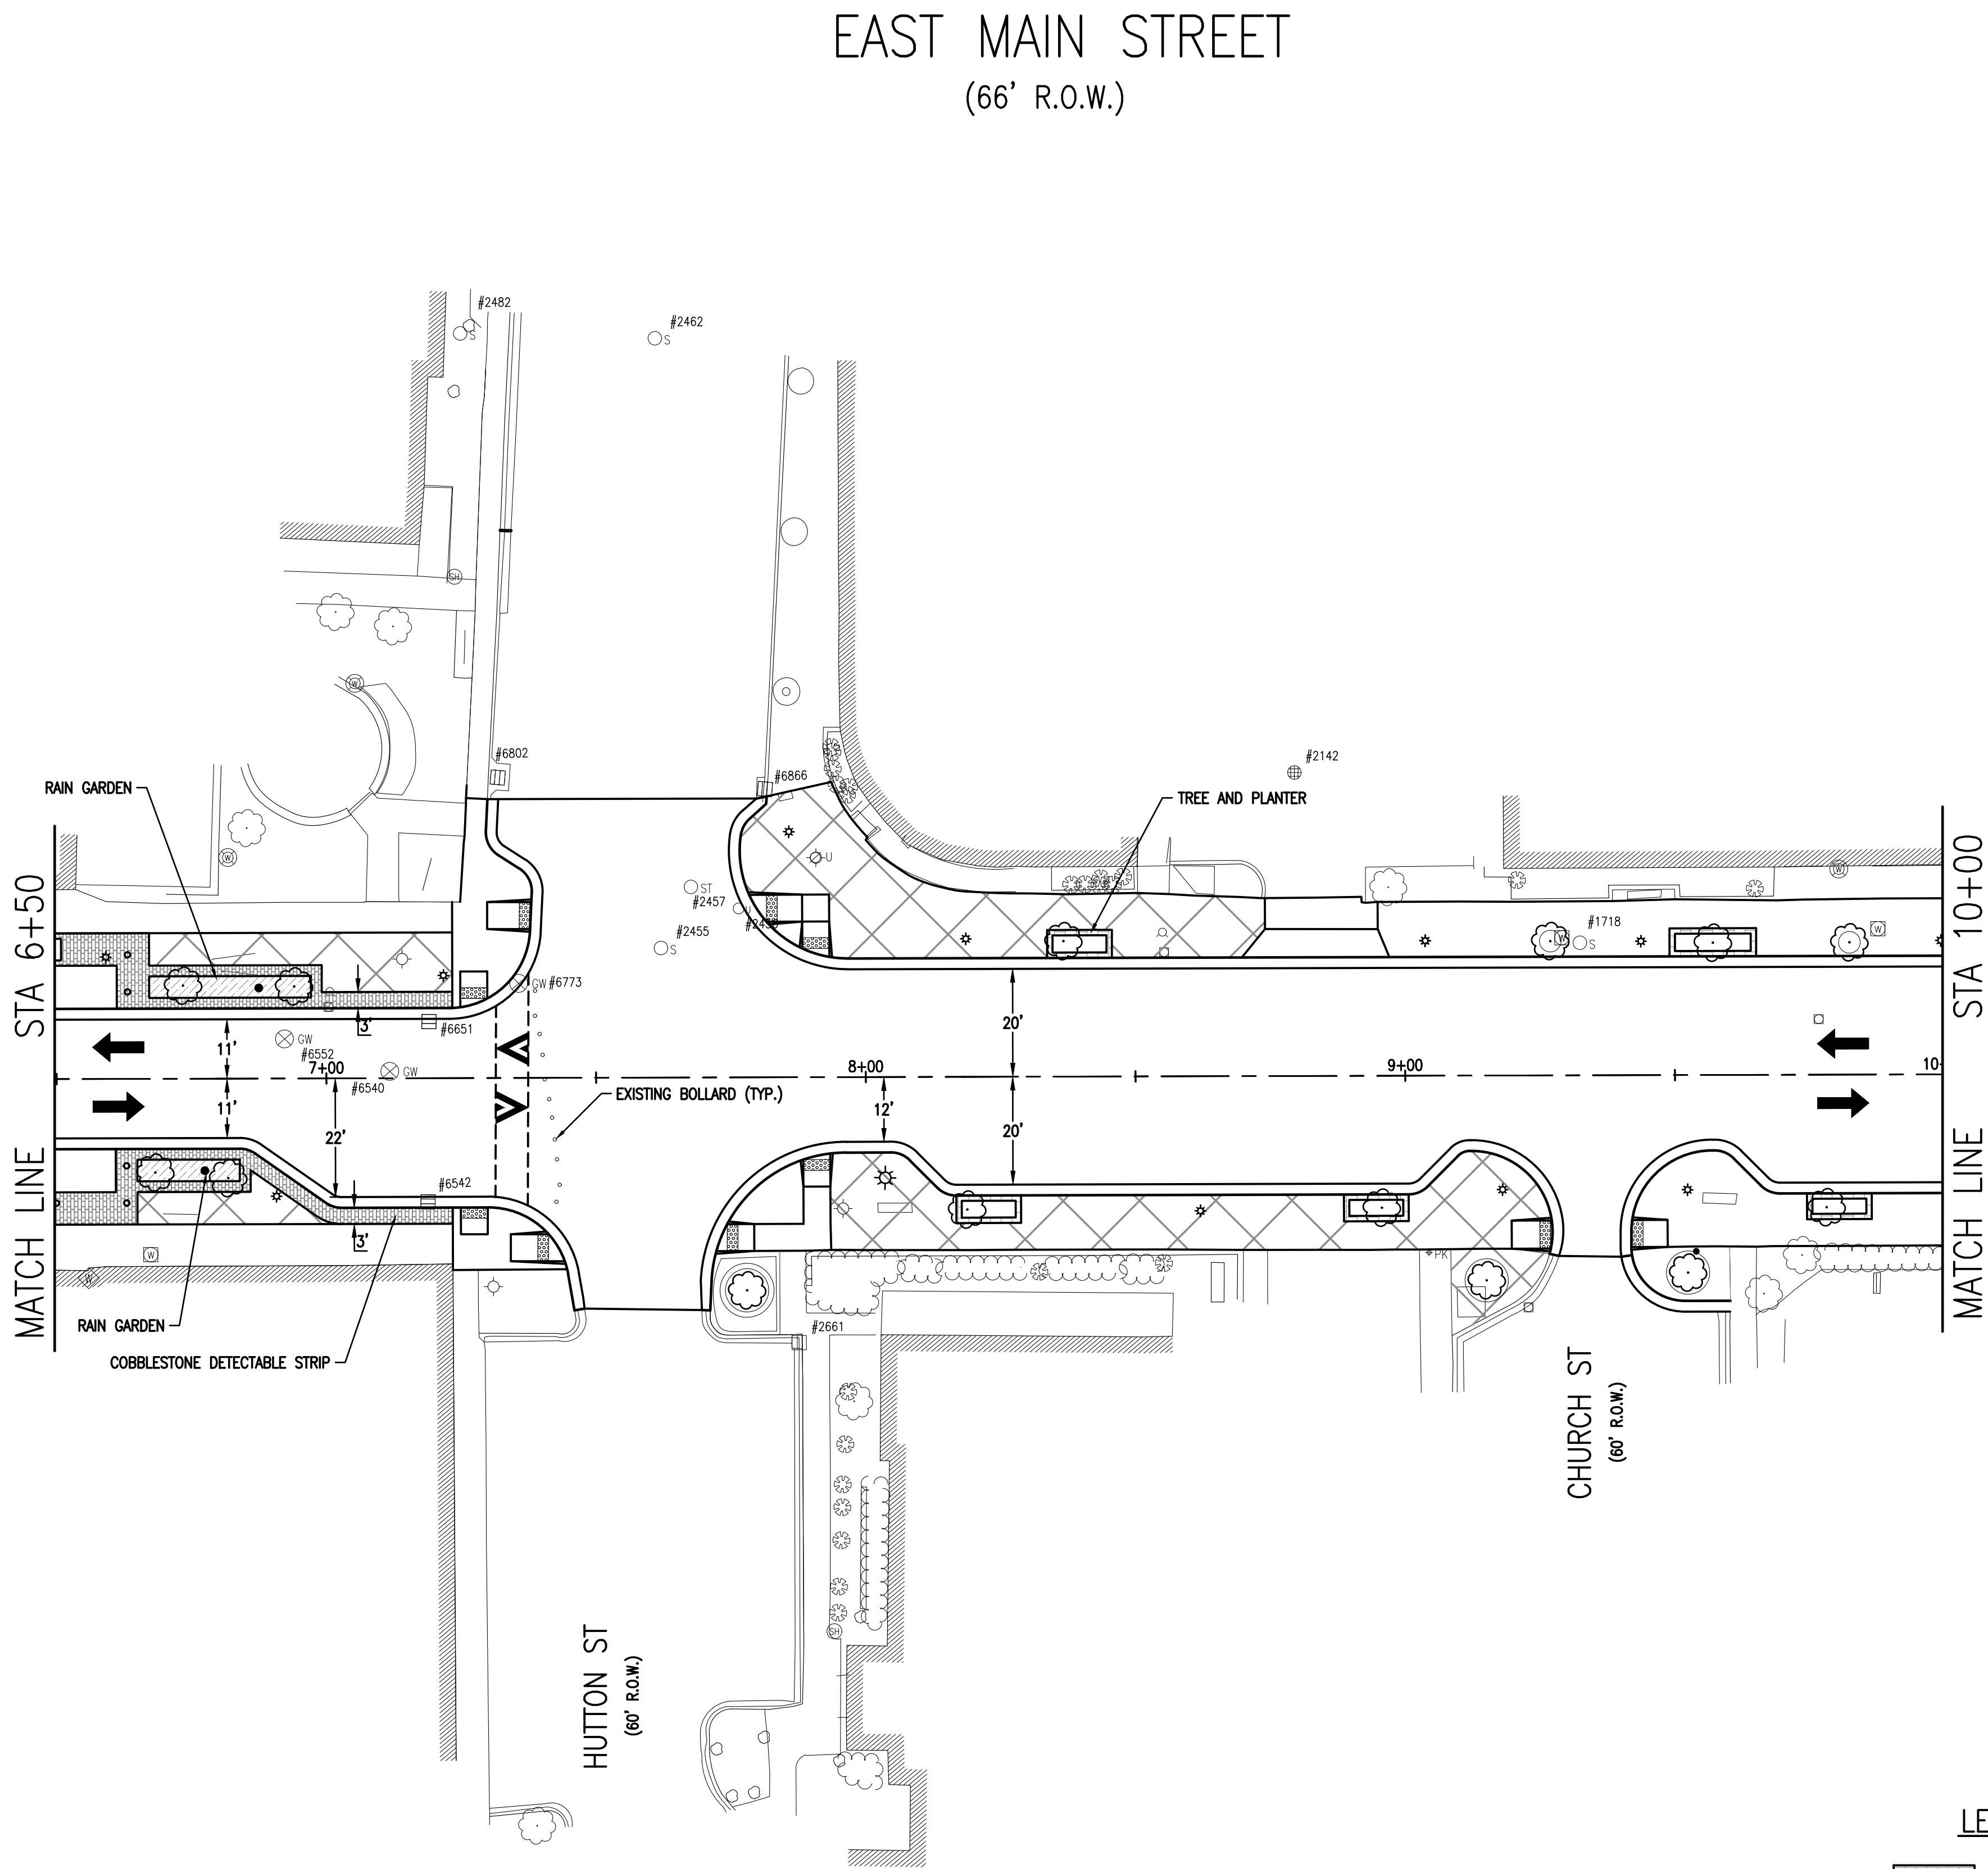 EAST MAIN STREET
(66' R.O.W.)
#2482
S
#2462
S
SH
W
#6802
#6866
#2142
RAIN GARDEN
TREE AND PLANTER
W
U
STA 6+50
STA 10+00
W
ST
#2457
U
#1718
W
S
W
#2455
S
GW #6773
3'
#6651
GW
#6552
11'
20'
7+00
8+00
9+00
10
GW
#6540
EXISTING BOLLARD (TYP.)
11'
22'
12'
20'
MATCH LINE
MATCH LINE
#6542
3'
W
W
PK
RAIN GARDEN
#2661
COBBLESTONE DETECTABLE STRIP
CHURCH ST
(60' R.O.W.)
SH
HUTTON ST
(60' R.O.W.)